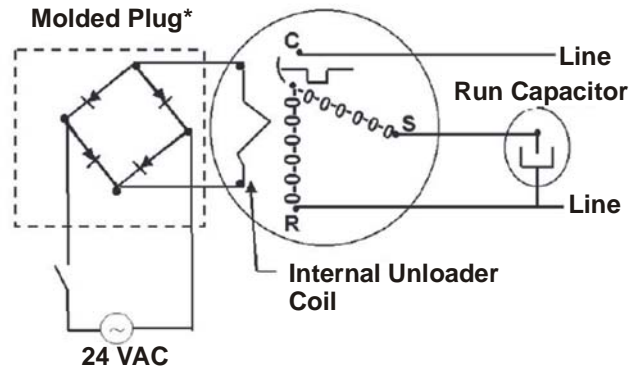 Molded Plug*
C
Line
Run Capacitor
S
Line
R
Internal Unloader
Coil
24 VAC